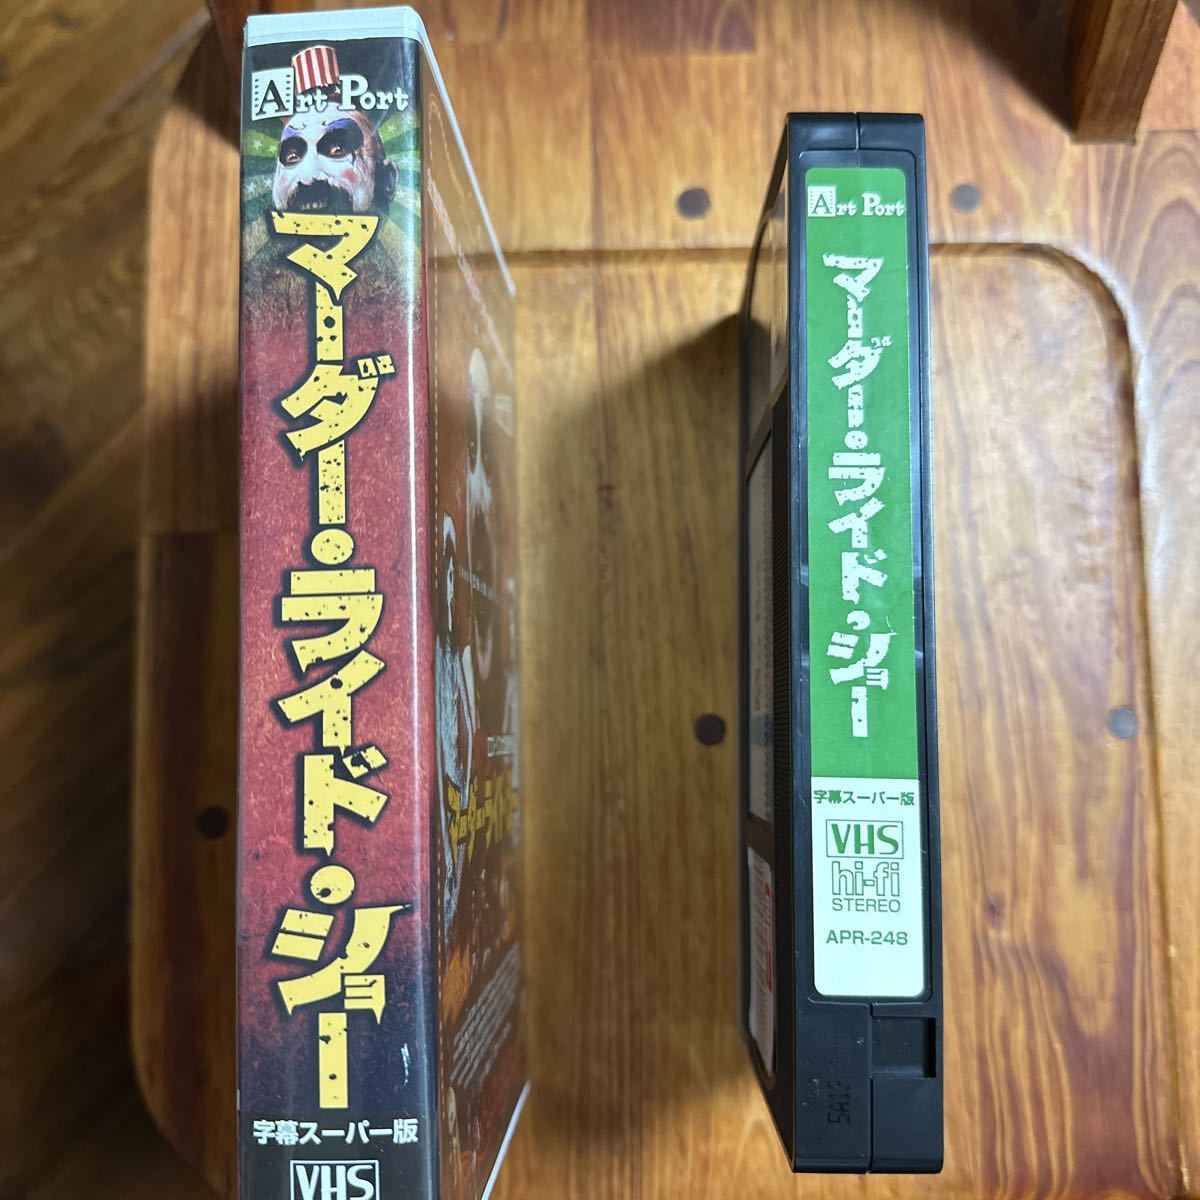 Art Port
マーダー・ライド・ショー
字幕スーパー版
VHS
Art Port
マーダー・ライド・ショー
字幕スーパー版
VHS
hi-fi
STEREO
APR-248